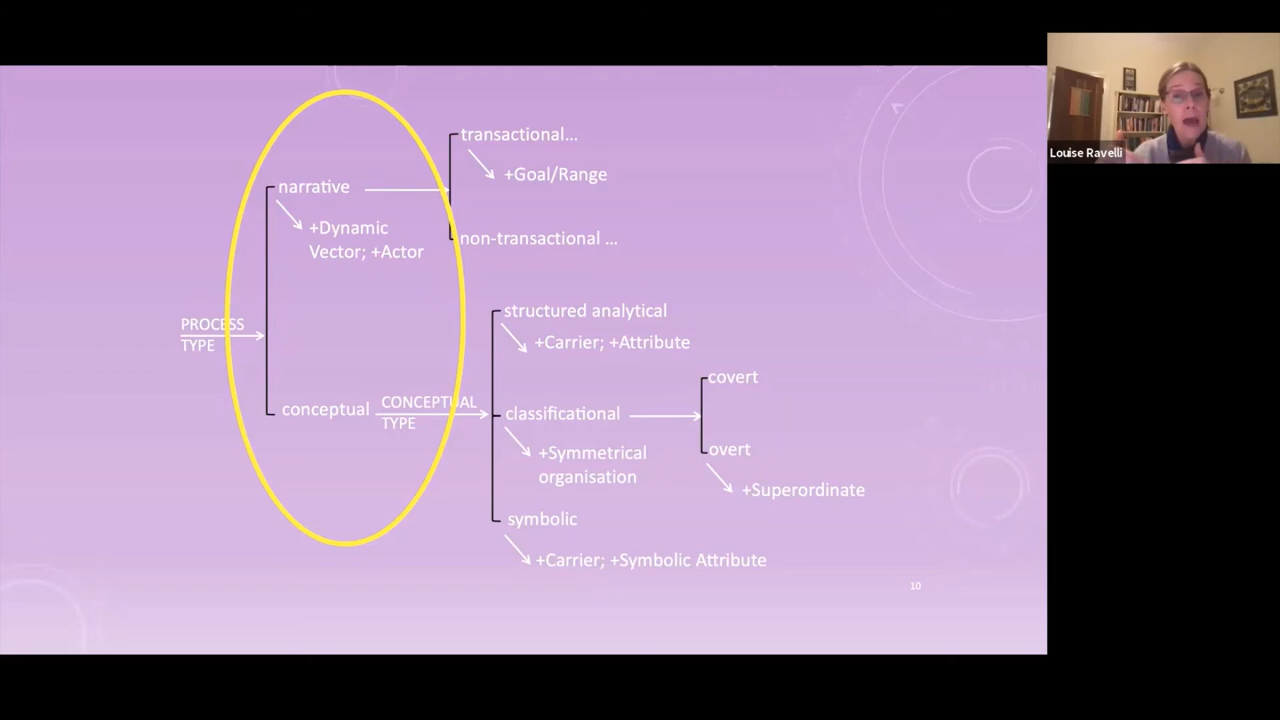 transactional...
+Goal/Range
narrative
+Dynamic
Vector; +Actor
non-transactional ...
structured analytical
+Carrier; +Attribute
PROCESS
TYPE
covert
conceptual
CONCEPTUAL
TYPE
classificational
overt
+Symmetrical
organisation
+Superordinate
symbolic
+Carrier; +Symbolic Attribute
10
Louise Ravelli